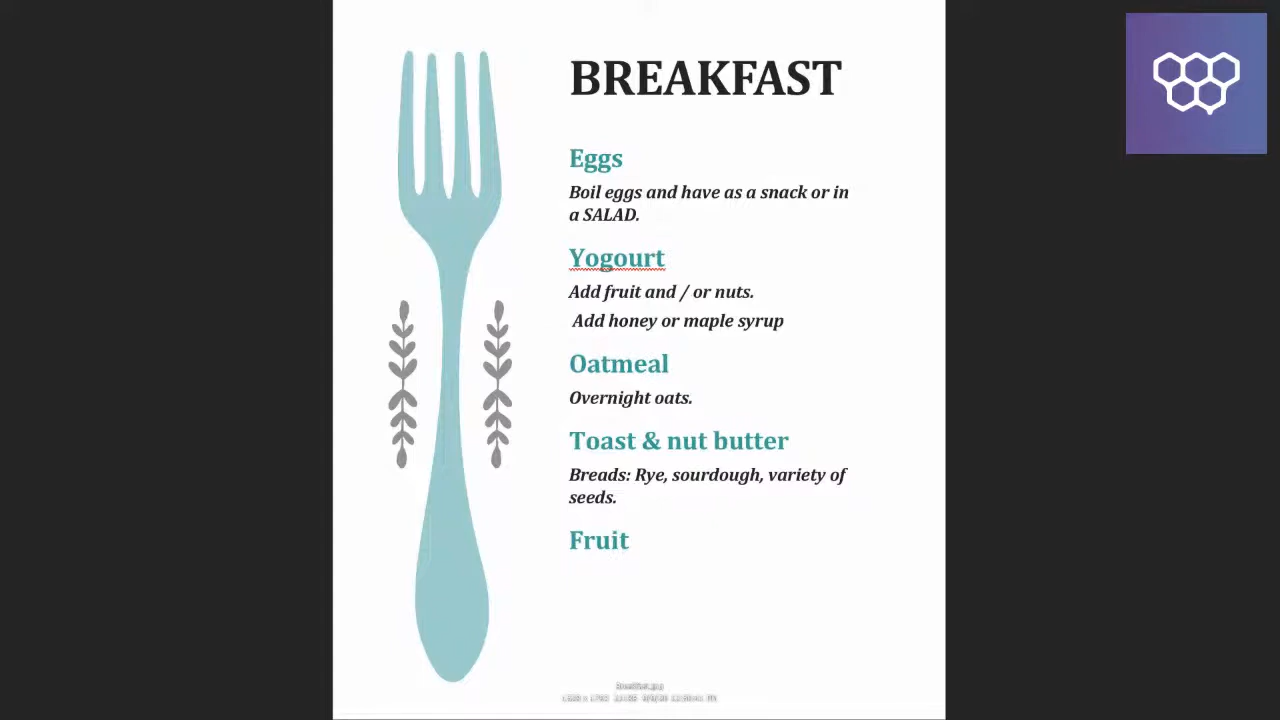 BREAKFAST
Eggs
Boil eggs and have as a snack or in
a SALAD.
Yogourt
Add fruit and / or nuts.
Add honey or maple syrup
Oatmeal
Overnight oats.
Toast & nut butter
Breads: Rye, sourdough, variety of
seeds.
Fruit